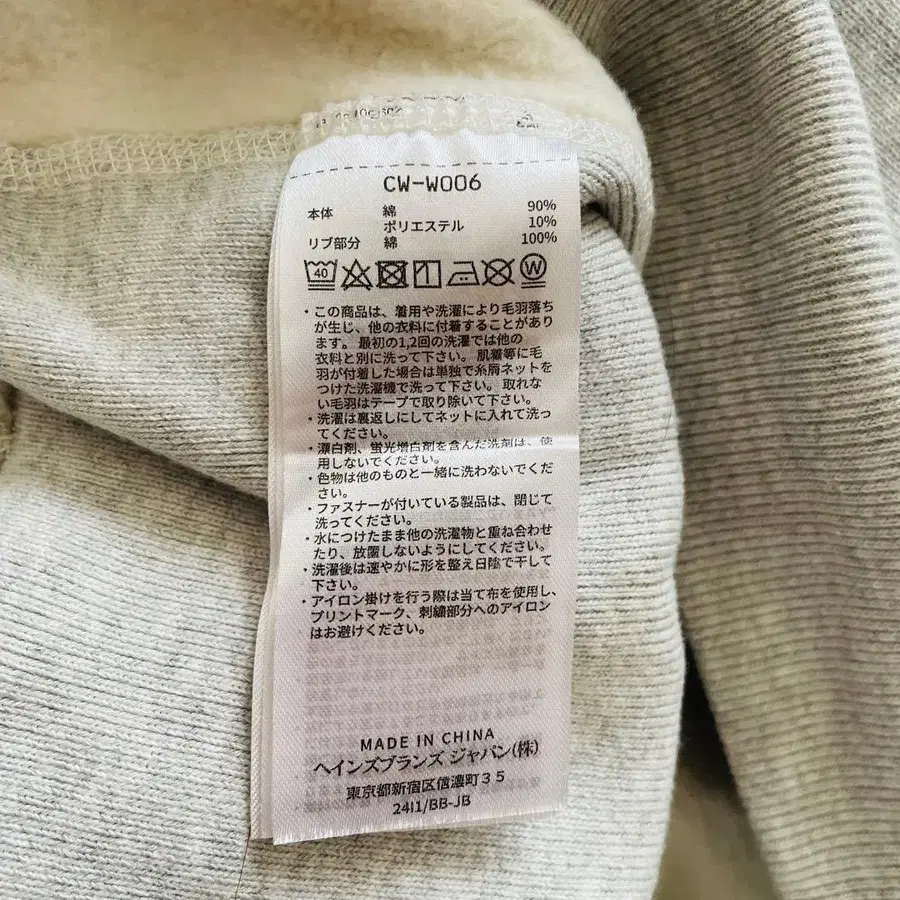 CW-W006
本体 綿 90%
ポリエステル 10%
リブ部分 綿 100%
40 W
・この商品は、着用や洗濯により毛羽落ち
が生じ、他の衣料に付着することがあり
ます。最初の1,2回の洗濯では他の
衣料と別に洗って下さい。肌着等に毛
羽が付着した場合は単独で糸屑ネットを
つけた洗濯機で洗って下さい。取れな
い毛羽はテープで取り除いて下さい。
・洗濯は裏返しにしてネットに入れて洗っ
てください。
・漂白剤、蛍光増白剤を含んだ洗剤は、使
用しないでください。
・色物は他のものと一緒に洗わないでくだ
さい。
・ファスナーが付いている製品は、閉じて
洗ってください。
・水につけたまま他の洗濯物と重ね合わせ
たり、放置しないようにしてください。
・洗濯後は速やかに形を整え日陰で干して
下さい。
・アイロン掛けを行う際は当て布を使用し、
プリントマーク、刺繍部分へのアイロン
はお避けください。
MADE IN CHINA
ヘインズブランズ ジャパン(株)
東京都新宿区信濃町35
2411/BB-JB